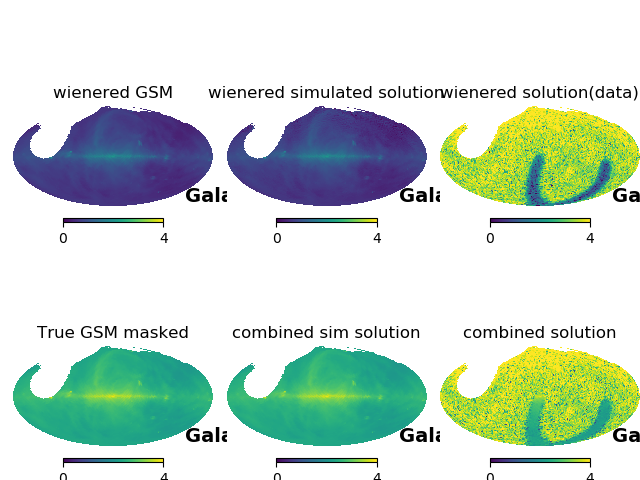 wienered GSM
wienered simulated solution
wienered solution(data)
Gala
Gala
Ga
0 4
0 4
0 4
True GSM masked
combined sim solution
combined solution
Gala
Gala
Ga
0 4
0 4
0 4